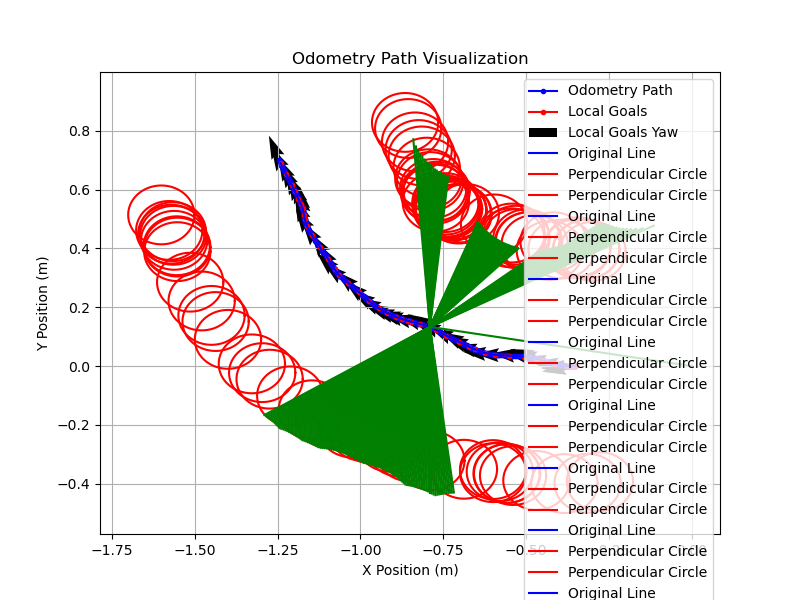 Odometry Path Visualization
Y Position (m)
0.8
0.6
0.4
0.2
0.0
−0.2
−0.4
−1.75
−1.50
−1.25
−1.00
−0.75
X Position (m)
Odometry Path
Local Goals
Local Goals Yaw
Original Line
Perpendicular Circle
Perpendicular Circle
Original Line
Perpendicular Circle
Perpendicular Circle
Original Line
Perpendicular Circle
Perpendicular Circle
Original Line
Perpendicular Circle
Perpendicular Circle
Original Line
Perpendicular Circle
Perpendicular Circle
Original Line
Perpendicular Circle
Perpendicular Circle
Original Line
Perpendicular Circle
Perpendicular Circle
Original Line